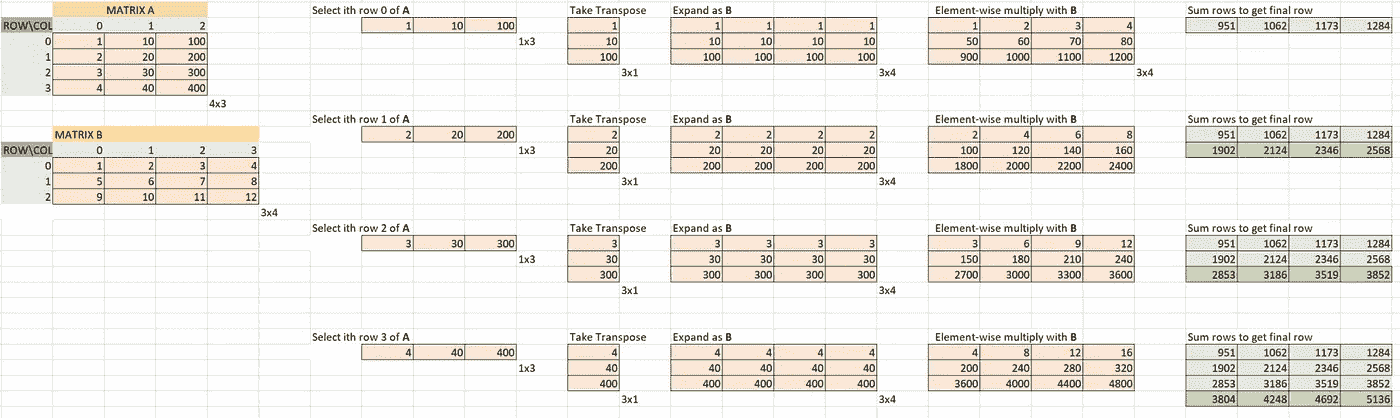 MATRIX A Select ith row 0 of A Take Transpose Expand as B Element-wise multiply with B Sum rows to get final row
ROW\COL 0 1 2 1 10 100 1 1 1 1 1 1 2 3 4 951 1062 1173 1284
0 1 10 100 1x3 10 10 10 10 10 50 60 70 80
1 2 20 200 100 100 100 100 100 900 1000 1100 1200
2 3 30 300 3x1 3x4 3x4
3 4 40 400
4x3
Select ith row 1 of A Take Transpose Expand as B Element-wise multiply with B Sum rows to get final row
MATRIX B 2 20 200 2 2 2 2 2 2 4 6 8 951 1062 1173 1284
ROW\COL 0 1 2 3 1x3 20 20 20 20 20 100 120 140 160 1902 2124 2346 2568
0 1 2 3 4 200 200 200 200 200 1800 2000 2200 2400
1 5 6 7 8 3x1 3x4
2 9 10 11 12
3x4
Select ith row 2 of A Take Transpose Expand as B Element-wise multiply with B Sum rows to get final row
3 30 300 3 3 3 3 3 3 6 9 12 951 1062 1173 1284
1x3 30 30 30 30 30 150 180 210 240 1902 2124 2346 2568
300 300 300 300 300 2700 3000 3300 3600 2853 3186 3519 3852
3x1 3x4
Select ith row 3 of A Take Transpose Expand as B Element-wise multiply with B Sum rows to get final row
4 40 400 4 4 4 4 4 4 8 12 16 951 1062 1173 1284
1x3 40 40 40 40 40 200 240 280 320 1902 2124 2346 2568
400 400 400 400 400 3600 4000 4400 4800 2853 3186 3519 3852
3x1 3x4 3804 4248 4692 5136